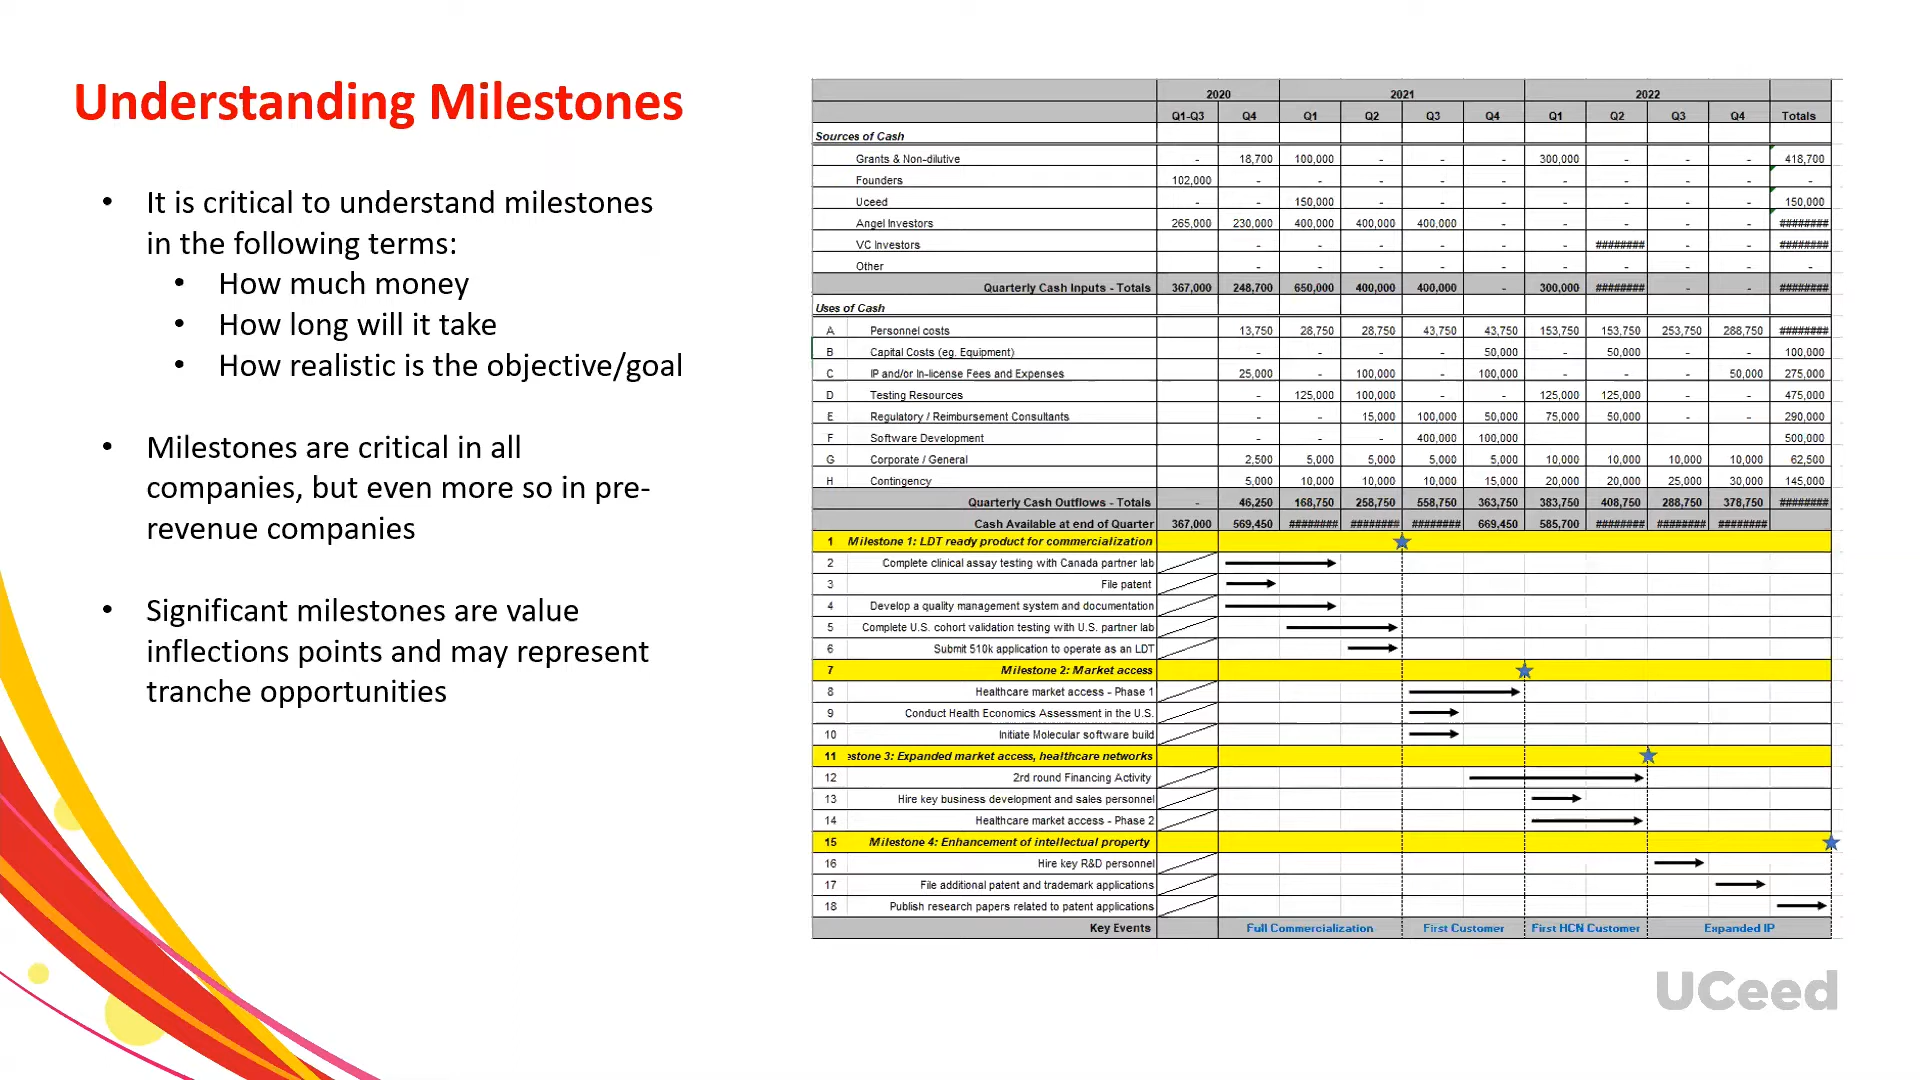 Understanding Milestones
• It is critical to understand milestones
in the following terms:
• How much money
• How long will it take
• How realistic is the objective/goal
• Milestones are critical in all
companies, but even more so in pre-
revenue companies
• Significant milestones are value
inflections points and may represent
tranche opportunities
2020 2021 2022
Q1-Q3 Q4 Q1 Q2 Q3 Q4 Q1 Q2 Q3 Q4 Totals
Sources of Cash
Grants & Non-dilutive - 18,700 100,000 - - - 300,000 - - - 418,700
Founders 102,000 - - - - - - - - - -
Uceed - - 150,000 - - - - - - - 150,000
Angel Investors 265,000 230,000 400,000 400,000 400,000 - - - - - ########
VC Investors - - - - - - ######## - - ########
Other - - - - - - - - - -
Quarterly Cash Inputs - Totals 367,000 248,700 650,000 400,000 400,000 - 300,000 ######## - - ########
Uses of Cash
A Personnel costs 13,750 28,750 28,750 43,750 43,750 153,750 153,750 253,750 288,750 ########
B Capital Costs (eg. Equipment) - - - - 50,000 - 50,000 - - 100,000
C IP and/or In-license Fees and Expenses 25,000 - 100,000 - 100,000 - - - 50,000 275,000
D Testing Resources - 125,000 100,000 - - 125,000 125,000 - - 475,000
E Regulatory / Reimbursement Consultants - - 15,000 100,000 50,000 75,000 50,000 - - 290,000
F Software Development - - - 400,000 100,000 500,000
G Corporate / General 2,500 5,000 5,000 5,000 5,000 10,000 10,000 10,000 10,000 62,500
H Contingency 5,000 10,000 10,000 10,000 15,000 20,000 20,000 25,000 30,000 145,000
Quarterly Cash Outflows - Totals - 46,250 168,750 258,750 558,750 363,750 383,750 408,750 288,750 378,750 ########
Cash Available at end of Quarter 367,000 569,450 ######## ######## ######## 669,450 585,700 ######## ######## ########
1 Milestone 1: LDT ready product for commercialization
2 Complete clinical assay testing with Canada partner lab
3 File patent
4 Develop a quality management system and documentation
5 Complete U.S. cohort validation testing with U.S. partner lab
6 Submit 510k application to operate as an LDT
7 Milestone 2: Market access
8 Healthcare market access - Phase 1
9 Conduct Health Economics Assessment in the U.S.
10 Initiate Molecular software build
11 estone 3: Expanded market access, healthcare networks
12 2rd round Financing Activity
13 Hire key business development and sales personnel
14 Healthcare market access - Phase 2
15 Milestone 4: Enhancement of intellectual property
16 Hire key R&D personnel
17 File additional patent and trademark applications
18 Publish research papers related to patent applications
Key Events Full Commercialization First Customer First HCN Customer Expanded IP
UCeed